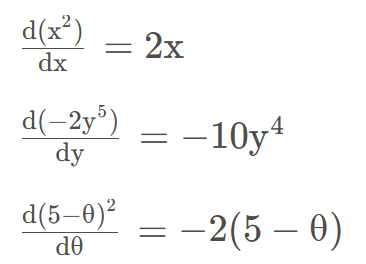 d(x²)/dx = 2x
d(−2y⁵)/dy = −10y⁴
d(5−θ)²/dθ = −2(5 − θ)